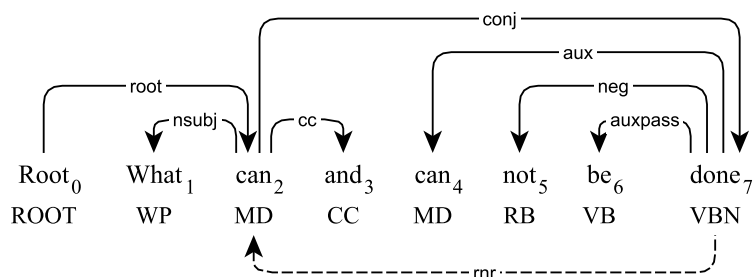 conj
aux
root
neg
nsubj
cc
auxpass
Root0 What1 can2 and3 can4 not5 be6 done7
ROOT WP MD CC MD RB VB VBN
rnr